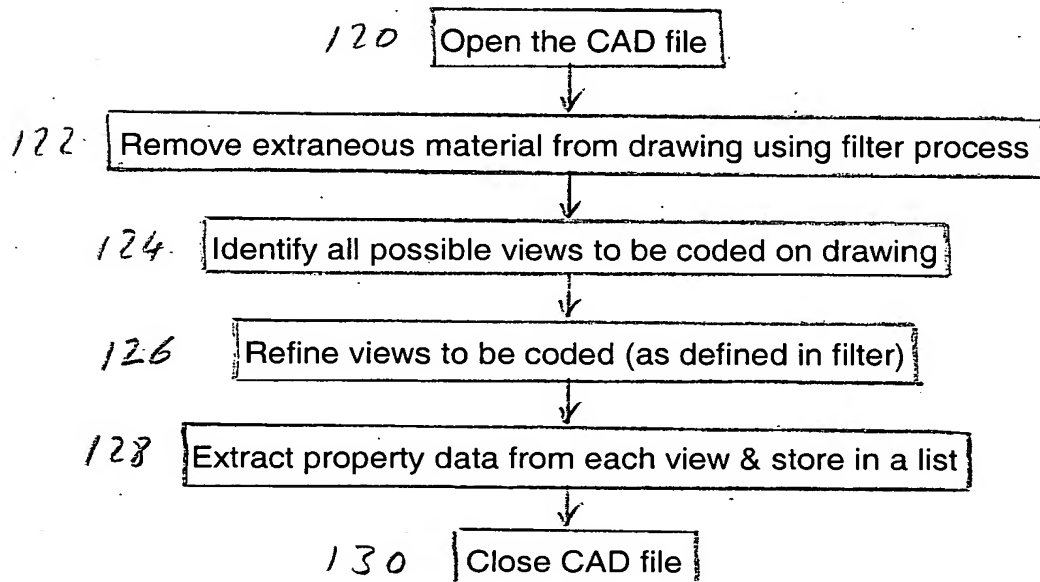 120 Open the CAD file
122. Remove extraneous material from drawing using filter process
124. Identify all possible views to be coded on drawing
126 Refine views to be coded (as defined in filter)
128 Extract property data from each view & store in a list
130 Close CAD file